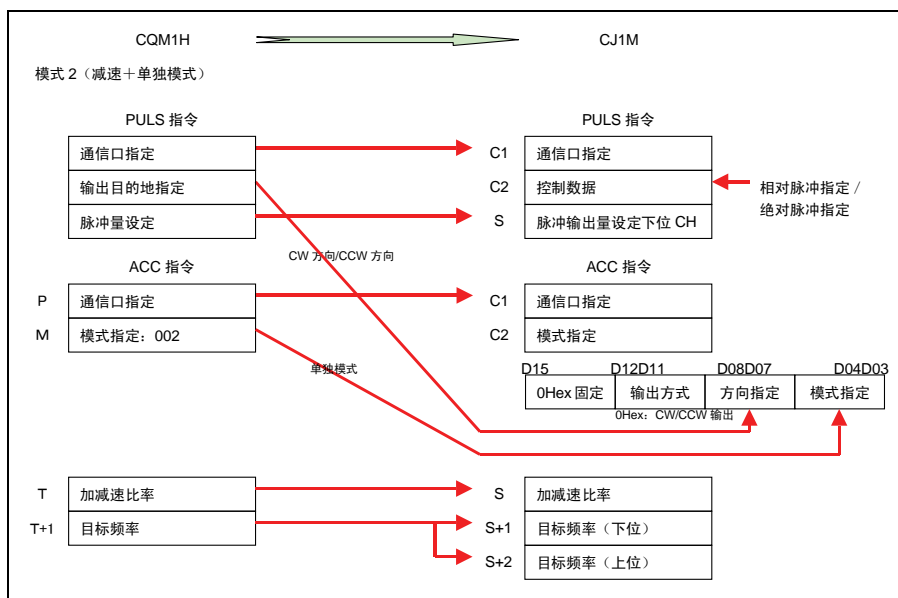 CQM1H CJ1M
模式 2（减速＋单独模式）
PULS 指令 PULS 指令
通信口指定 C1 通信口指定
输出目的地指定 C2 控制数据 相对脉冲指定 /
绝对脉冲指定
脉冲量设定 S 脉冲输出量设定下位 CH
CW 方向/CCW 方向
ACC 指令 ACC 指令
P 通信口指定 C1 通信口指定
M 模式指定：002 C2 模式指定
单独模式
D15 D12D11 D08D07 D04D03
0Hex 固定 输出方式 方向指定 模式指定
0Hex：CW/CCW 输出
T 加减速比率 S 加减速比率
T+1 目标频率 S+1 目标频率（下位）
S+2 目标频率（上位）